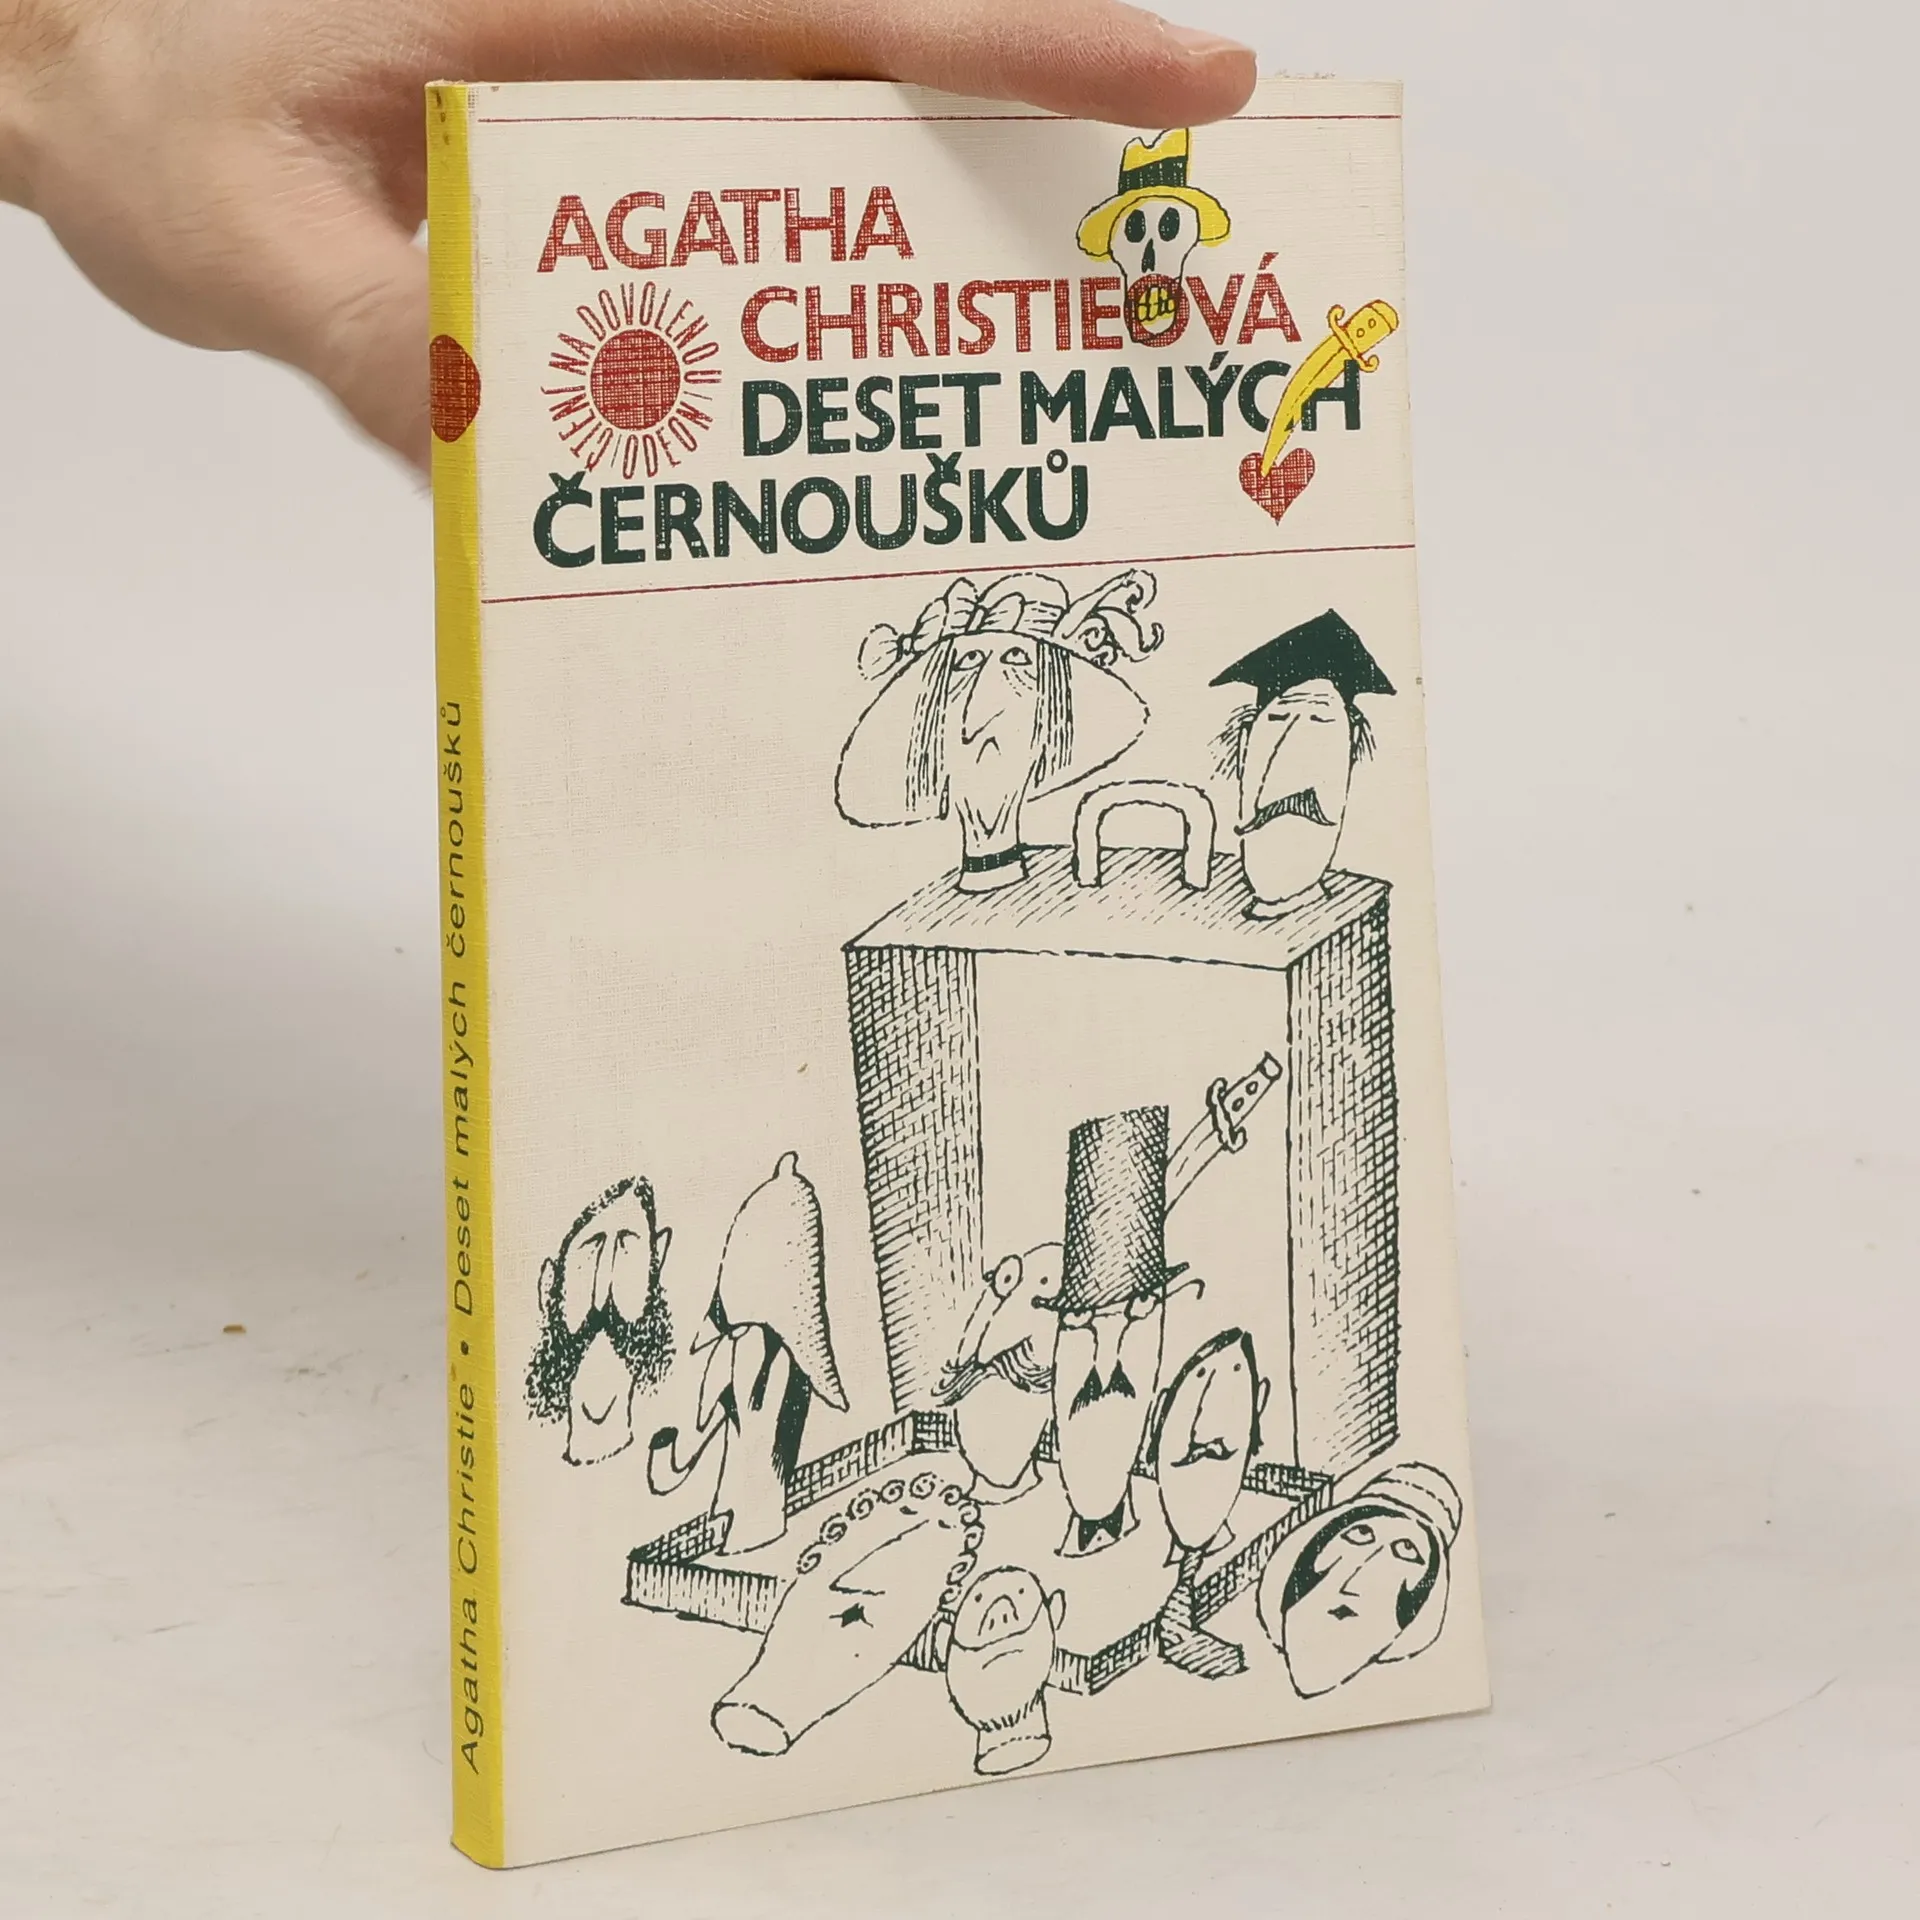 AGATHA
CHRISTIEOVÁ
DESET MALÝCH
ČERNOUŠKŮ
ČTENÍ NA DOVOLENOU
ODEON
Agatha Christie • Deset malých černoušků